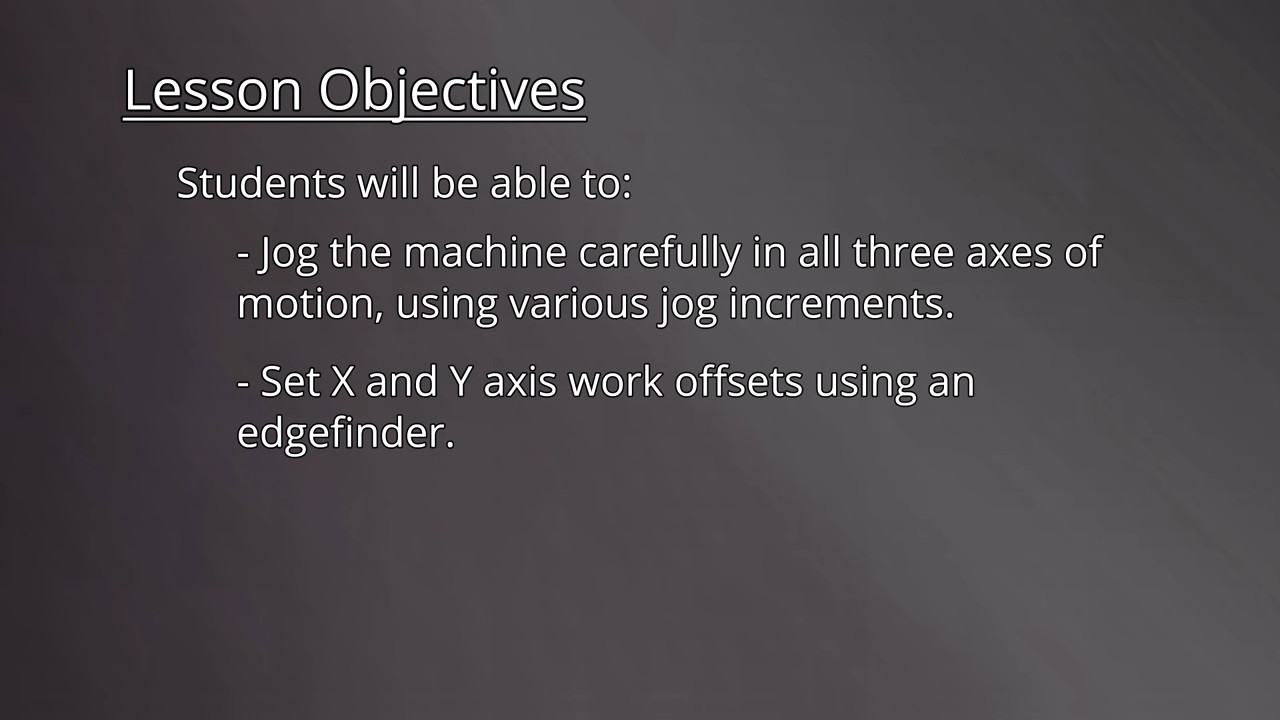 Lesson Objectives
Students will be able to:
- Jog the machine carefully in all three axes of
motion, using various jog increments.
- Set X and Y axis work offsets using an
edgefinder.